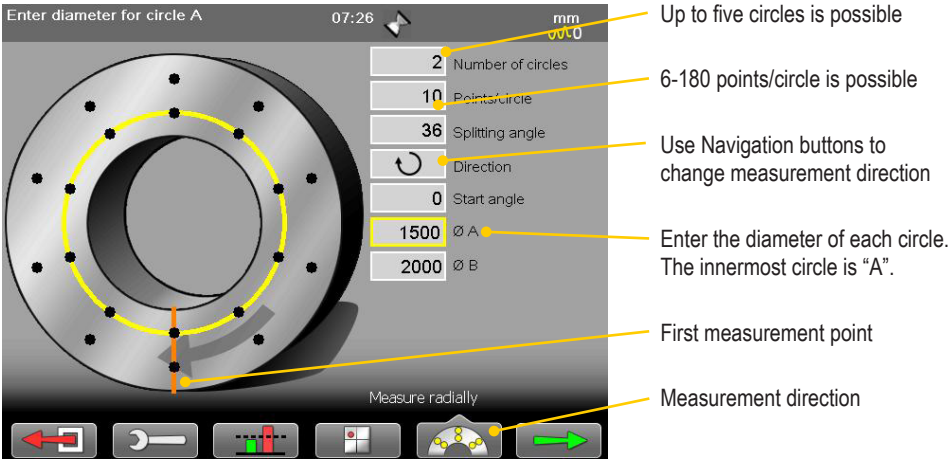 Enter diameter for circle A
07:26
mm
0
2 Number of circles
10 Points/circle
36 Splitting angle
Direction
0 Start angle
1500 Ø A
2000 Ø B
Measure radially
Up to five circles is possible
6-180 points/circle is possible
Use Navigation buttons to
change measurement direction
Enter the diameter of each circle.
The innermost circle is “A”.
First measurement point
Measurement direction